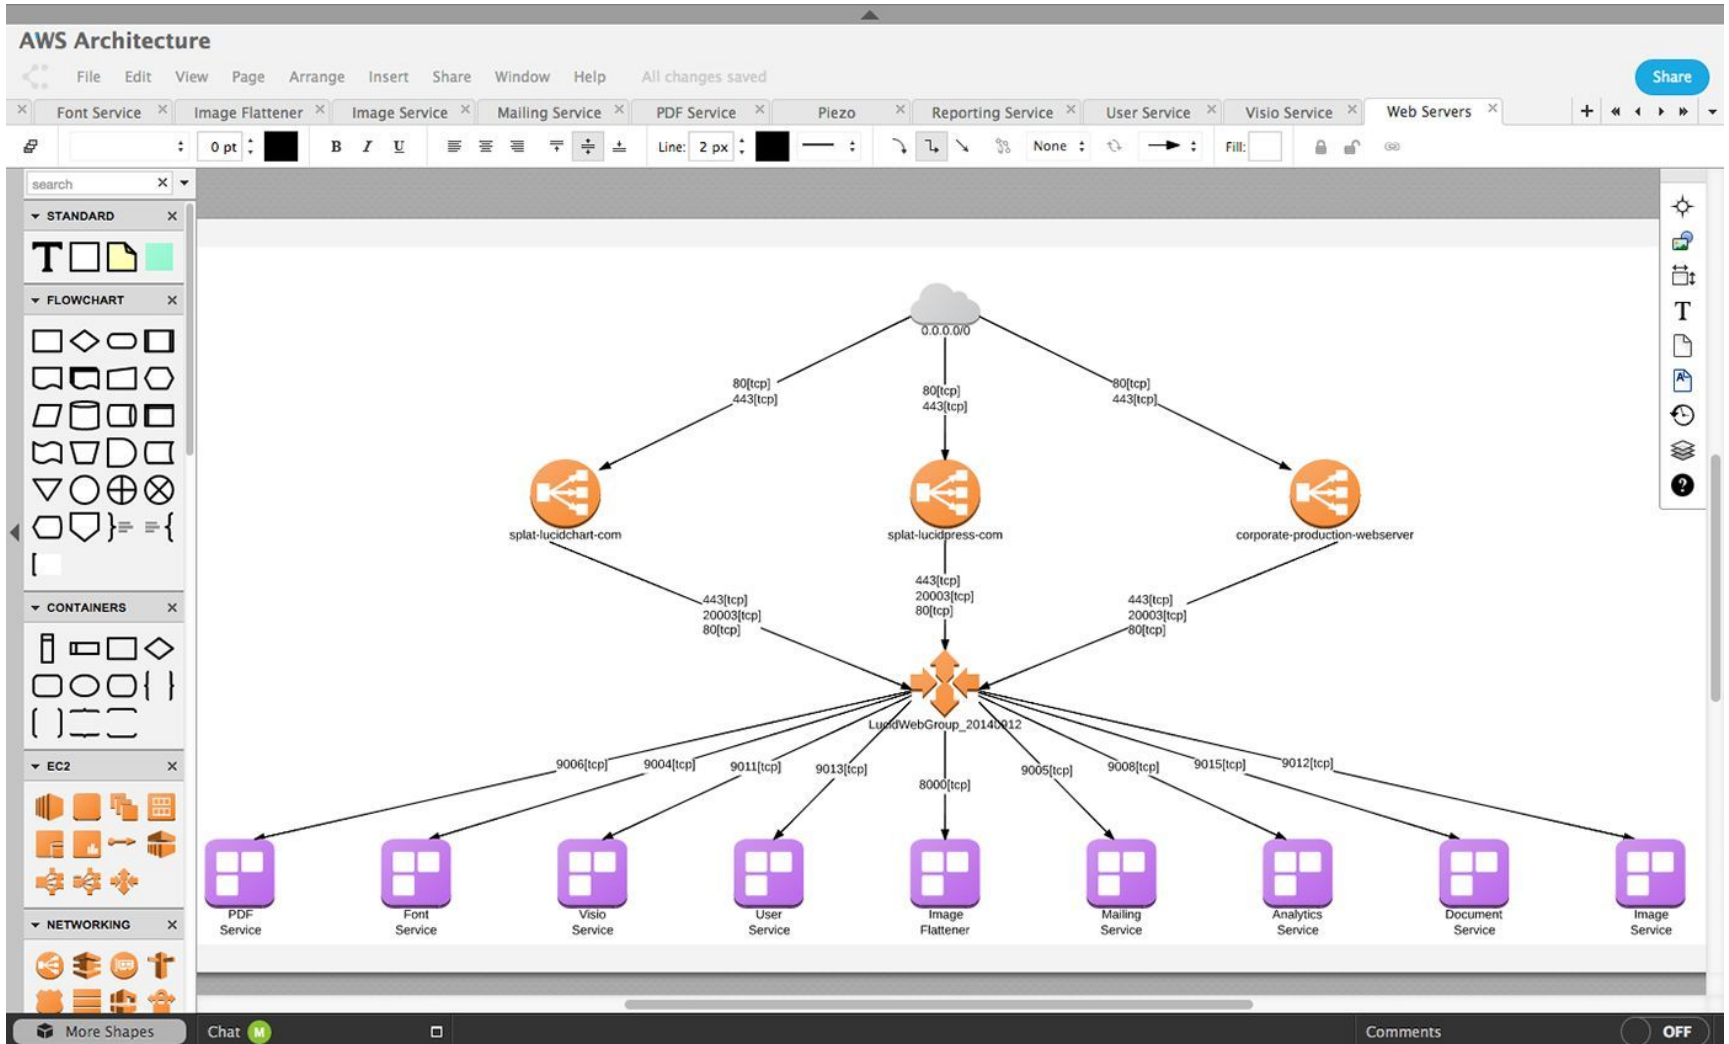 AWS Architecture
File Edit View Page Arrange Insert Share Window Help All changes saved
Share
Font Service Image Flattener Image Service Mailing Service PDF Service Piezo Reporting Service User Service Visio Service Web Servers
0 pt B I U Line: 2 px None Fill:
search
STANDARD
T
FLOWCHART
CONTAINERS
EC2
NETWORKING
T
A
?
0.0.0.0/0
80[tcp]
443[tcp]
80[tcp]
443[tcp]
80[tcp]
443[tcp]
splat-lucidchart-com
splat-lucidpress-com
corporate-production-webserver
443[tcp]
20003[tcp]
80[tcp]
443[tcp]
20003[tcp]
80[tcp]
443[tcp]
20003[tcp]
80[tcp]
LucidWebGroup_20140912
9006[tcp]
9004[tcp]
9011[tcp]
9013[tcp]
8000[tcp]
9005[tcp]
9008[tcp]
9015[tcp]
9012[tcp]
PDF
Service
Font
Service
Visio
Service
User
Service
Image
Flattener
Mailing
Service
Analytics
Service
Document
Service
Image
Service
More Shapes
Chat M
Comments
OFF